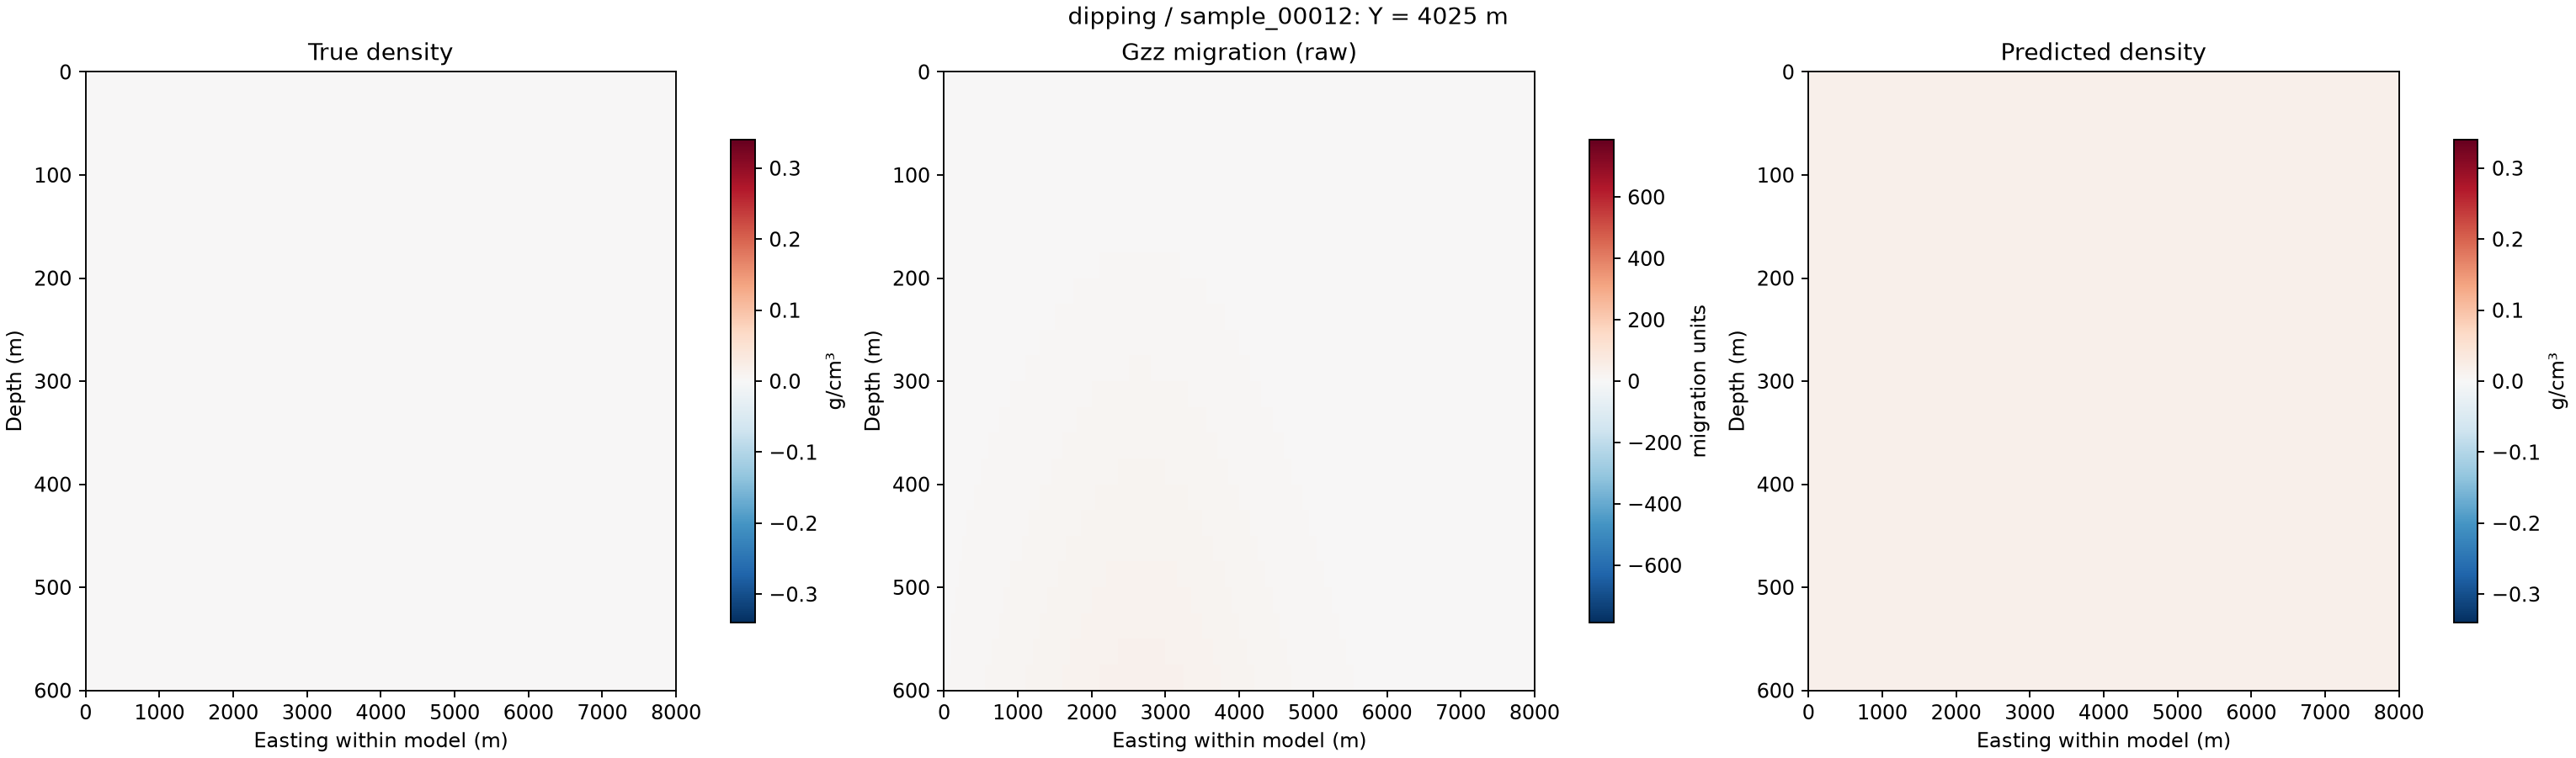 dipping / sample_00012: Y = 4025 m
True density
0
100
200
300
400
500
600
Depth (m)
0 1000 2000 3000 4000 5000 6000 7000 8000
Easting within model (m)
0.3
0.2
0.1
0.0
−0.1
−0.2
−0.3
g/cm³
Gzz migration (raw)
0
100
200
300
400
500
600
Depth (m)
0 1000 2000 3000 4000 5000 6000 7000 8000
Easting within model (m)
600
400
200
0
−200
−400
−600
migration units
Predicted density
0
100
200
300
400
500
600
Depth (m)
0 1000 2000 3000 4000 5000 6000 7000 8000
Easting within model (m)
0.3
0.2
0.1
0.0
−0.1
−0.2
−0.3
g/cm³